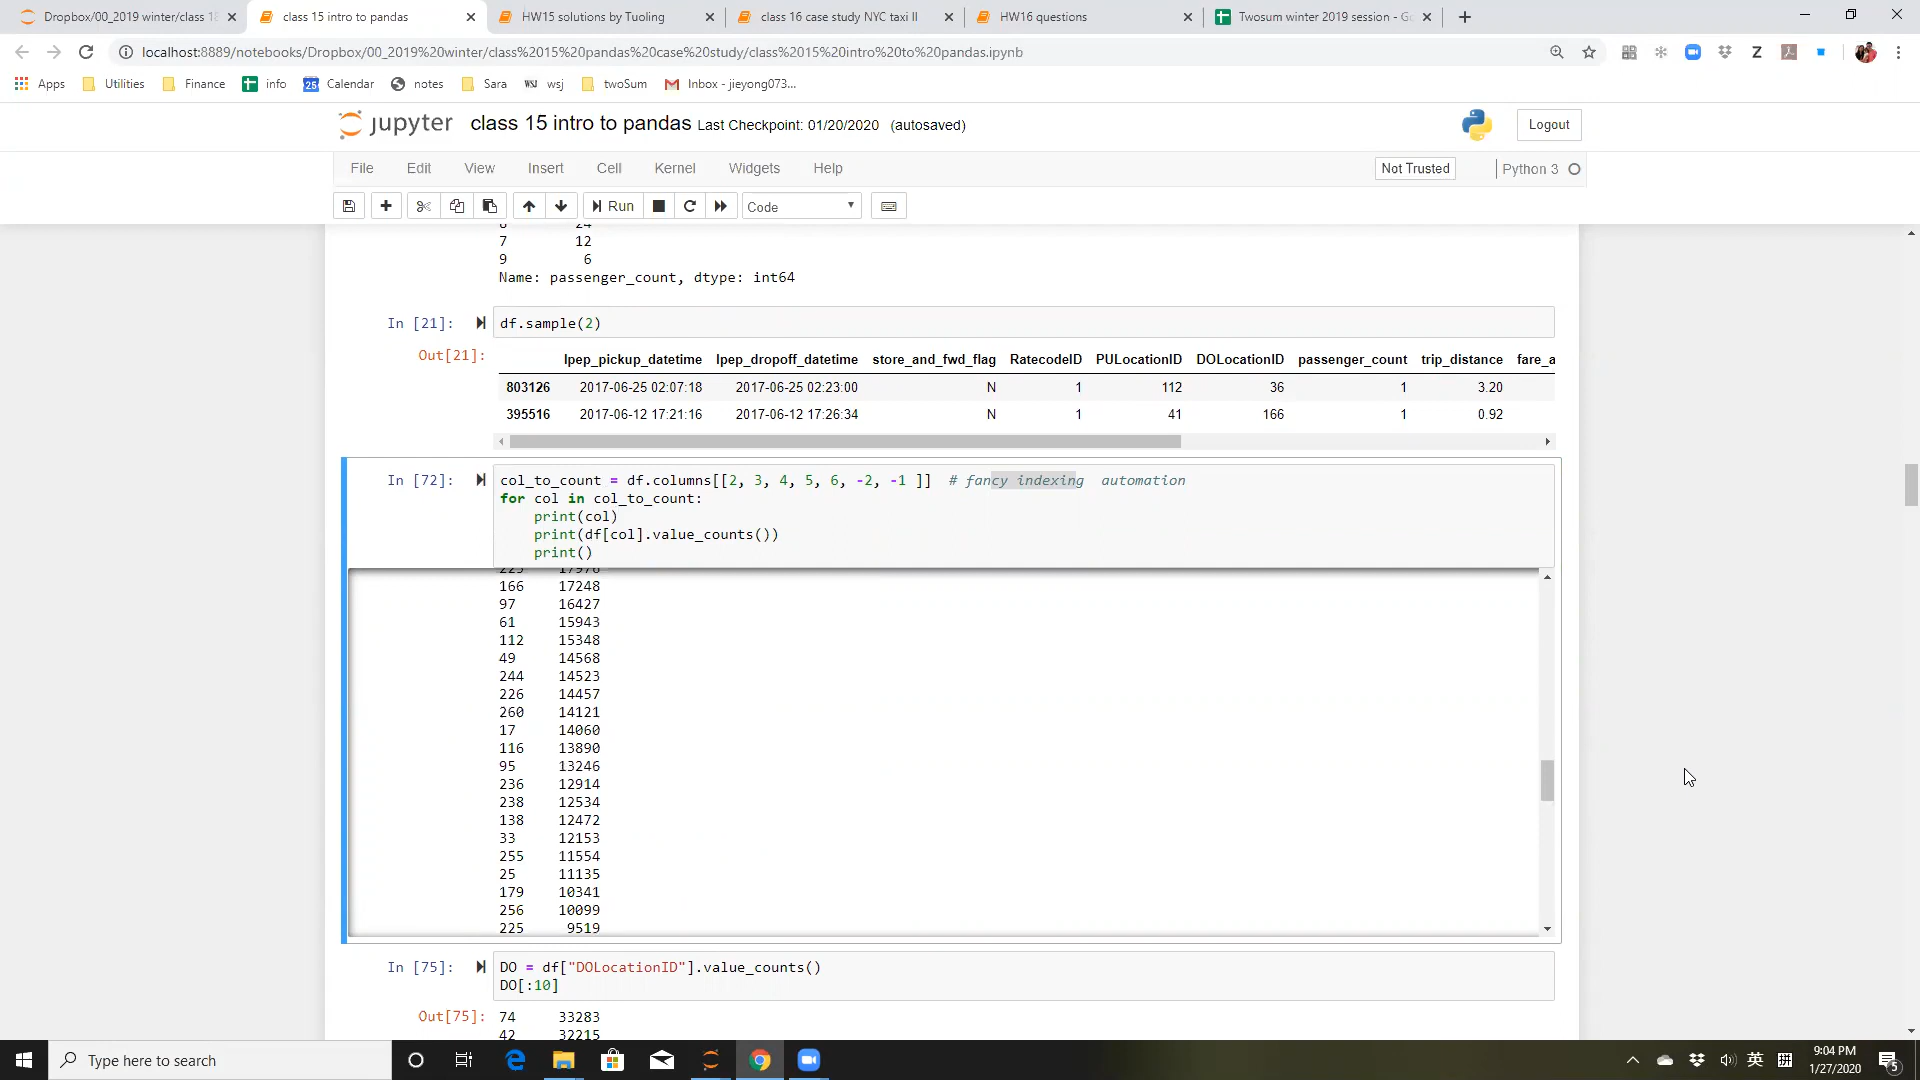 Dropbox/00_2019 winter/class 18
class 15 intro to pandas
HW15 solutions by Tuoling
class 16 case study NYC taxi II
HW16 questions
Twosum winter 2019 session - Go
localhost:8889/notebooks/Dropbox/00_2019%20winter/class%2015%20pandas%20case%20study/class%2015%20intro%20to%20pandas.ipynb
Apps Utilities Finance info Calendar notes Sara wsj twoSum Inbox - jieyong073...
jupyter class 15 intro to pandas Last Checkpoint: 01/20/2020 (autosaved)
Logout
File Edit View Insert Cell Kernel Widgets Help
Not Trusted
Python 3
Run
Code
7 12
9 6
Name: passenger_count, dtype: int64
In [21]: df.sample(2)
Out[21]:
lpep_pickup_datetime lpep_dropoff_datetime store_and_fwd_flag RatecodeID PULocationID DOLocationID passenger_count trip_distance fare_a
803126 2017-06-25 02:07:18 2017-06-25 02:23:00 N 1 112 36 1 3.20
395516 2017-06-12 17:21:16 2017-06-12 17:26:34 N 1 41 166 1 0.92
In [72]: col_to_count = df.columns[[2, 3, 4, 5, 6, -2, -1 ]] # fancy indexing automation
for col in col_to_count:
print(col)
print(df[col].value_counts())
print()
166 17248
97 16427
61 15943
112 15348
49 14568
244 14523
226 14457
260 14121
17 14060
116 13890
95 13246
236 12914
238 12534
138 12472
33 12153
255 11554
25 11135
179 10341
256 10099
225 9519
In [75]: DO = df["DOLocationID"].value_counts()
DO[:10]
Out[75]: 74 33283
42 32215
Type here to search
英
拼
9:04 PM
1/27/2020
5